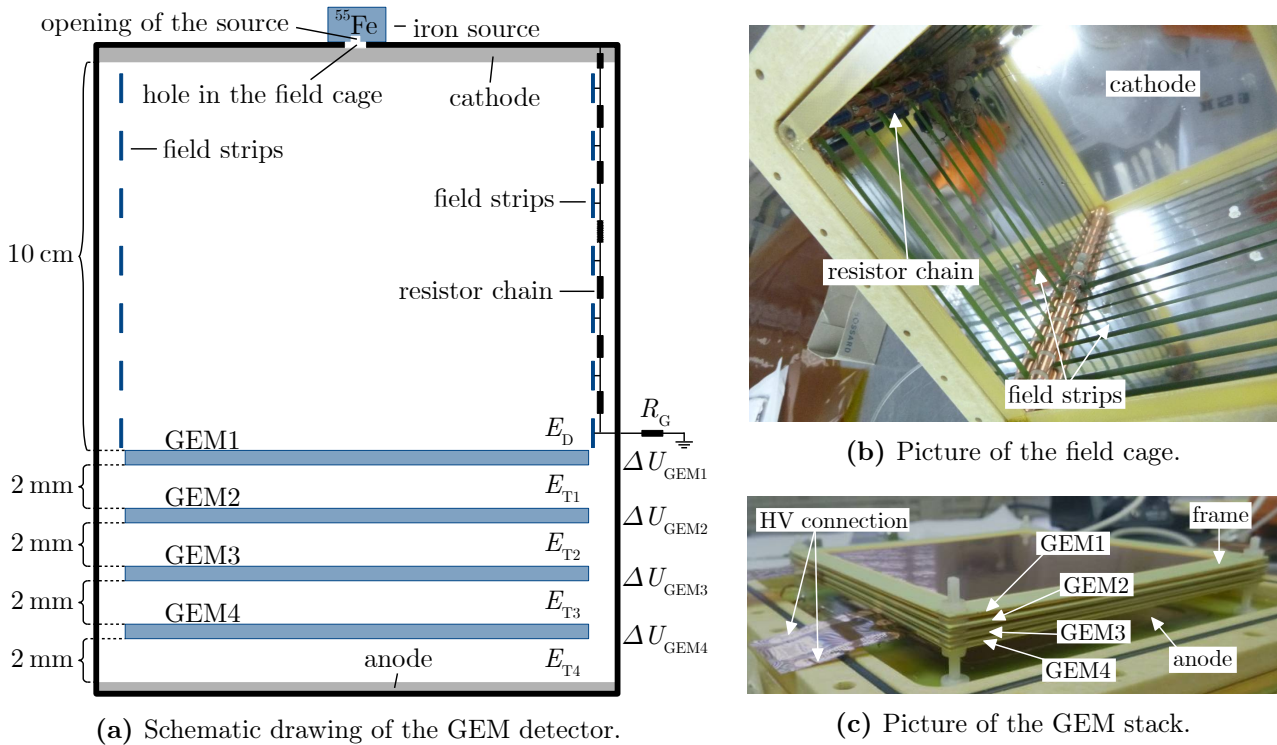 opening of the source
⁵⁵Fe
iron source
hole in the field cage
cathode
field strips
field strips
10 cm
resistor chain
R_G
GEM1
E_D
ΔU_GEM1
2 mm
GEM2
E_T1
ΔU_GEM2
2 mm
GEM3
E_T2
ΔU_GEM3
2 mm
GEM4
E_T3
ΔU_GEM4
2 mm
anode
E_T4
(a) Schematic drawing of the GEM detector.
cathode
resistor chain
field strips
(b) Picture of the field cage.
HV connection
frame
GEM1
GEM2
GEM3
GEM4
anode
(c) Picture of the GEM stack.